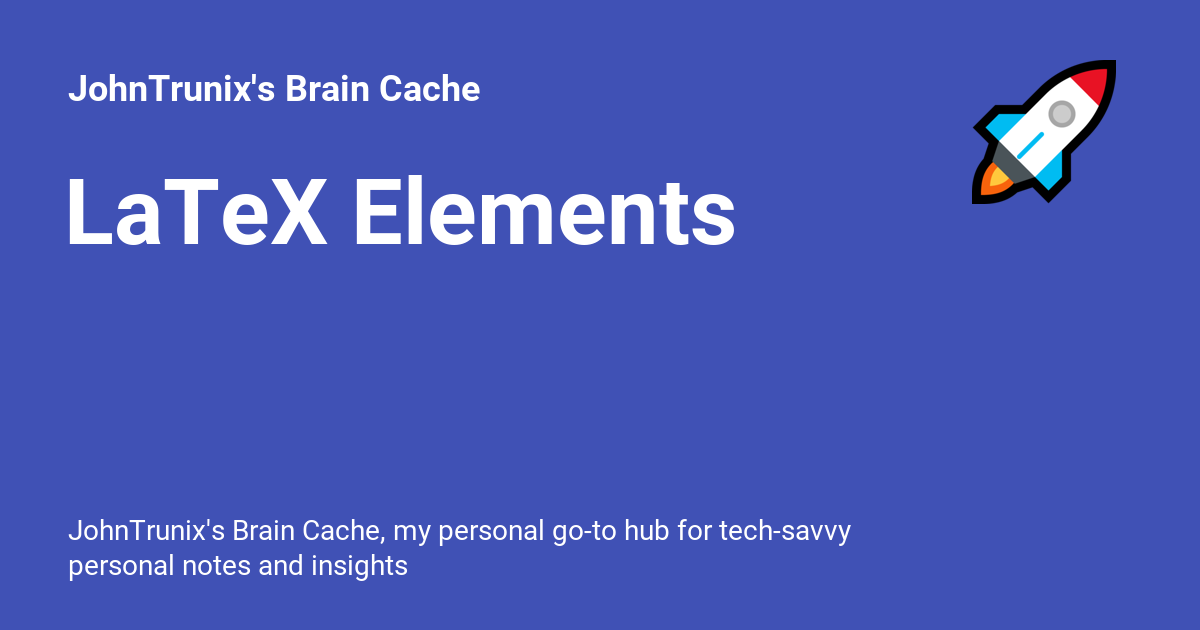 JohnTrunix's Brain Cache
LaTeX Elements
JohnTrunix's Brain Cache, my personal go-to hub for tech-savvy
personal notes and insights